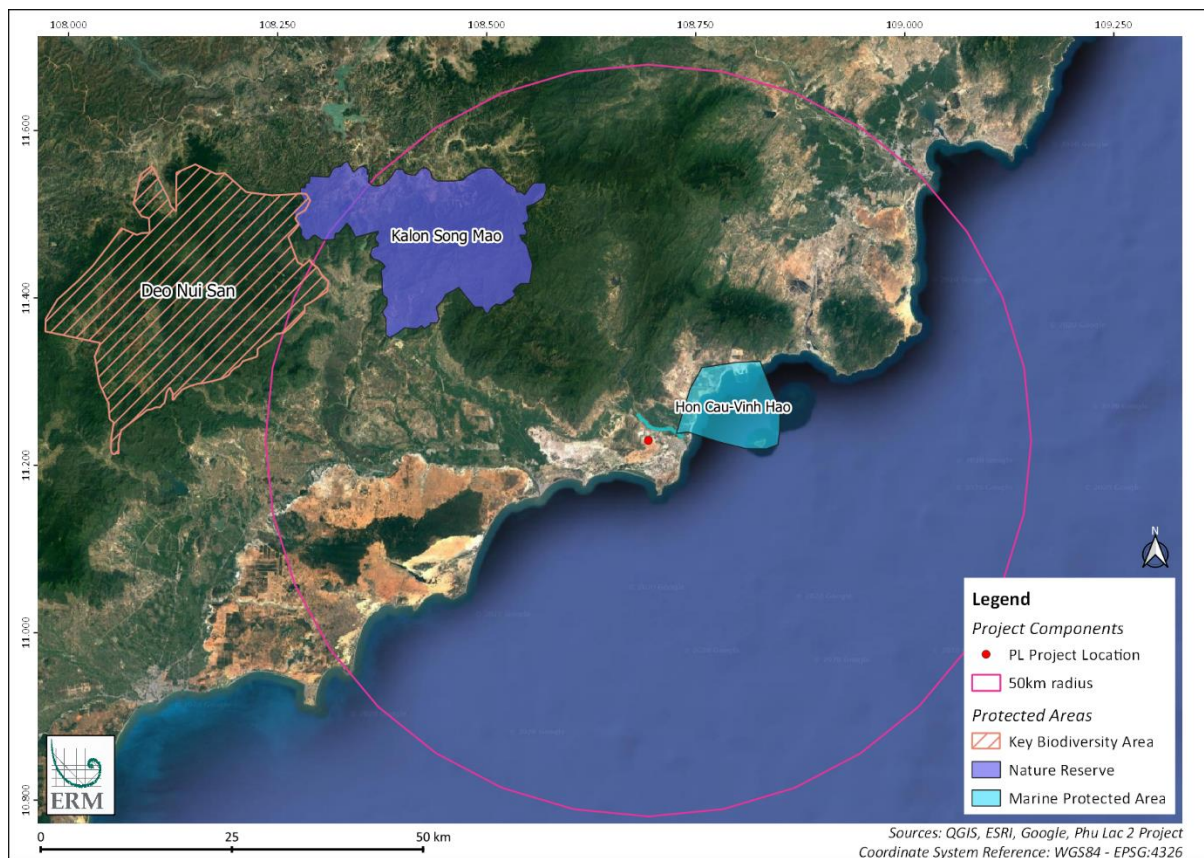 108.000 108.250 108.500 108.750 109.000 109.250
11.600
11.400
11.200
11.000
10.800
Kalon Song Mao
Deo Nui San
Hon Cau-Vinh Hao
N
Legend
Project Components
PL Project Location
50km radius
Protected Areas
Key Biodiversity Area
Nature Reserve
Marine Protected Area
ERM
0 25 50 km
Sources: QGIS, ESRI, Google, Phu Lac 2 Project
Coordinate System Reference: WGS84 - EPSG:4326